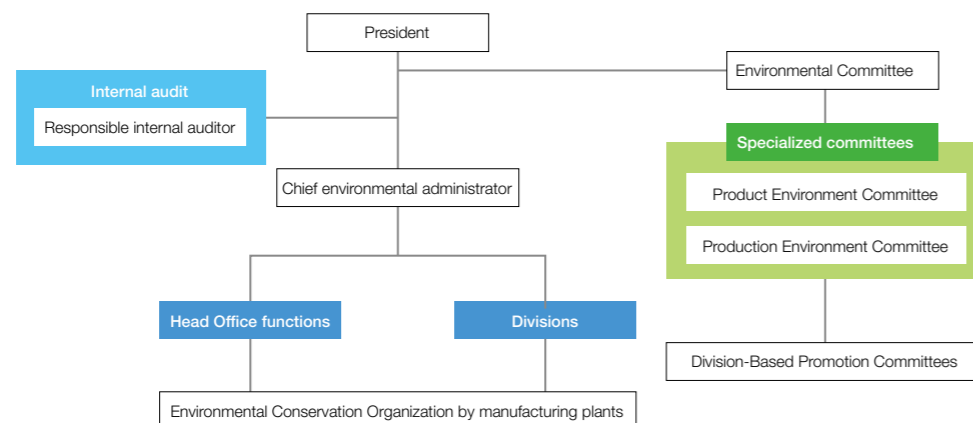 President
Environmental Committee
Internal audit
Responsible internal auditor
Specialized committees
Chief environmental administrator
Product Environment Committee
Production Environment Committee
Head Office functions
Divisions
Division-Based Promotion Committees
Environmental Conservation Organization by manufacturing plants